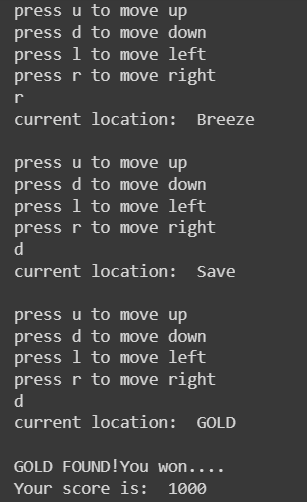 press u to move up
press d to move down
press l to move left
press r to move right
r
current location:  Breeze
press u to move up
press d to move down
press l to move left
press r to move right
d
current location:  Save
press u to move up
press d to move down
press l to move left
press r to move right
d
current location:  GOLD
GOLD FOUND!You won....
Your score is:  1000